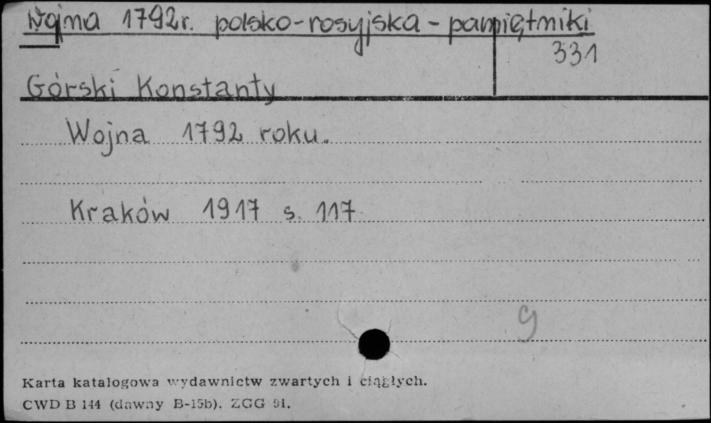 Wojna 1792 r. polsko-rosyjska - pamiętniki
331
Górski Konstanty
Wojna 1792 roku.
Kraków 1917 s. 117
g
Karta katalogowa wydawnictw zwartych i ciągłych.
CWD B 144 (dawny B-15b). ZGG 91.